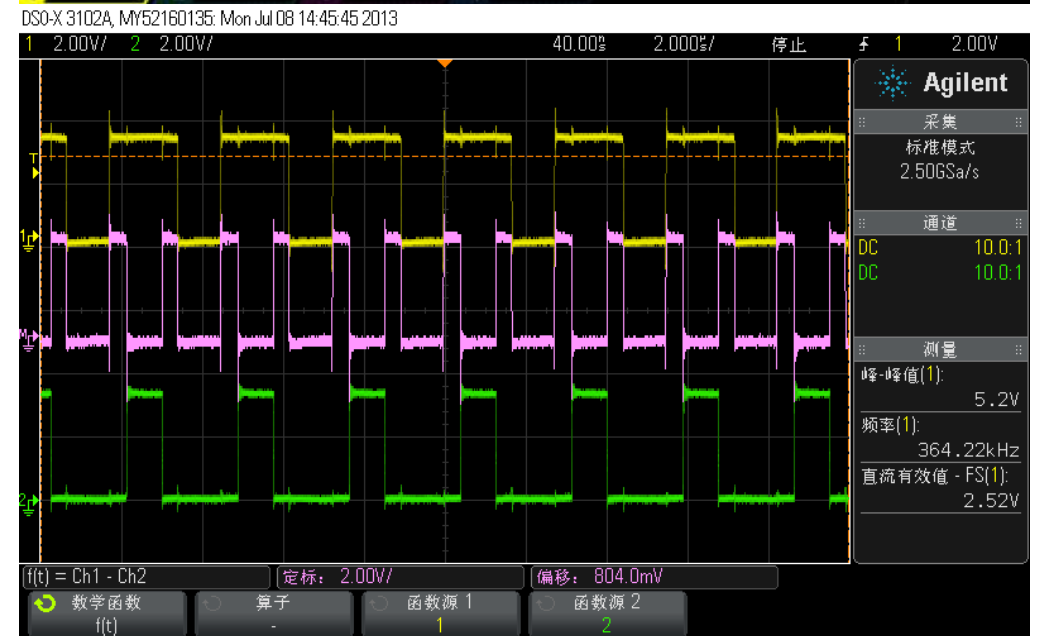 DSO-X 3102A, MY52160135: Mon Jul 08 14:45:45 2013
1 2.00V/ 2 2.00V/ 40.00ns 2.000s/ 停止 1 2.00V
Agilent
采集
标准模式
2.50GSa/s
通道
DC 10.0:1
DC 10.0:1
测量
峰-峰值(1):
5.2V
频率(1):
364.22kHz
直流有效值 - FS(1):
2.52V
T
1
M
2
f(t) = Ch1 - Ch2 定标: 2.00V/ 偏移: 804.0mV
数学函数 算子 函数源 1 函数源 2
f(t) - 1 2